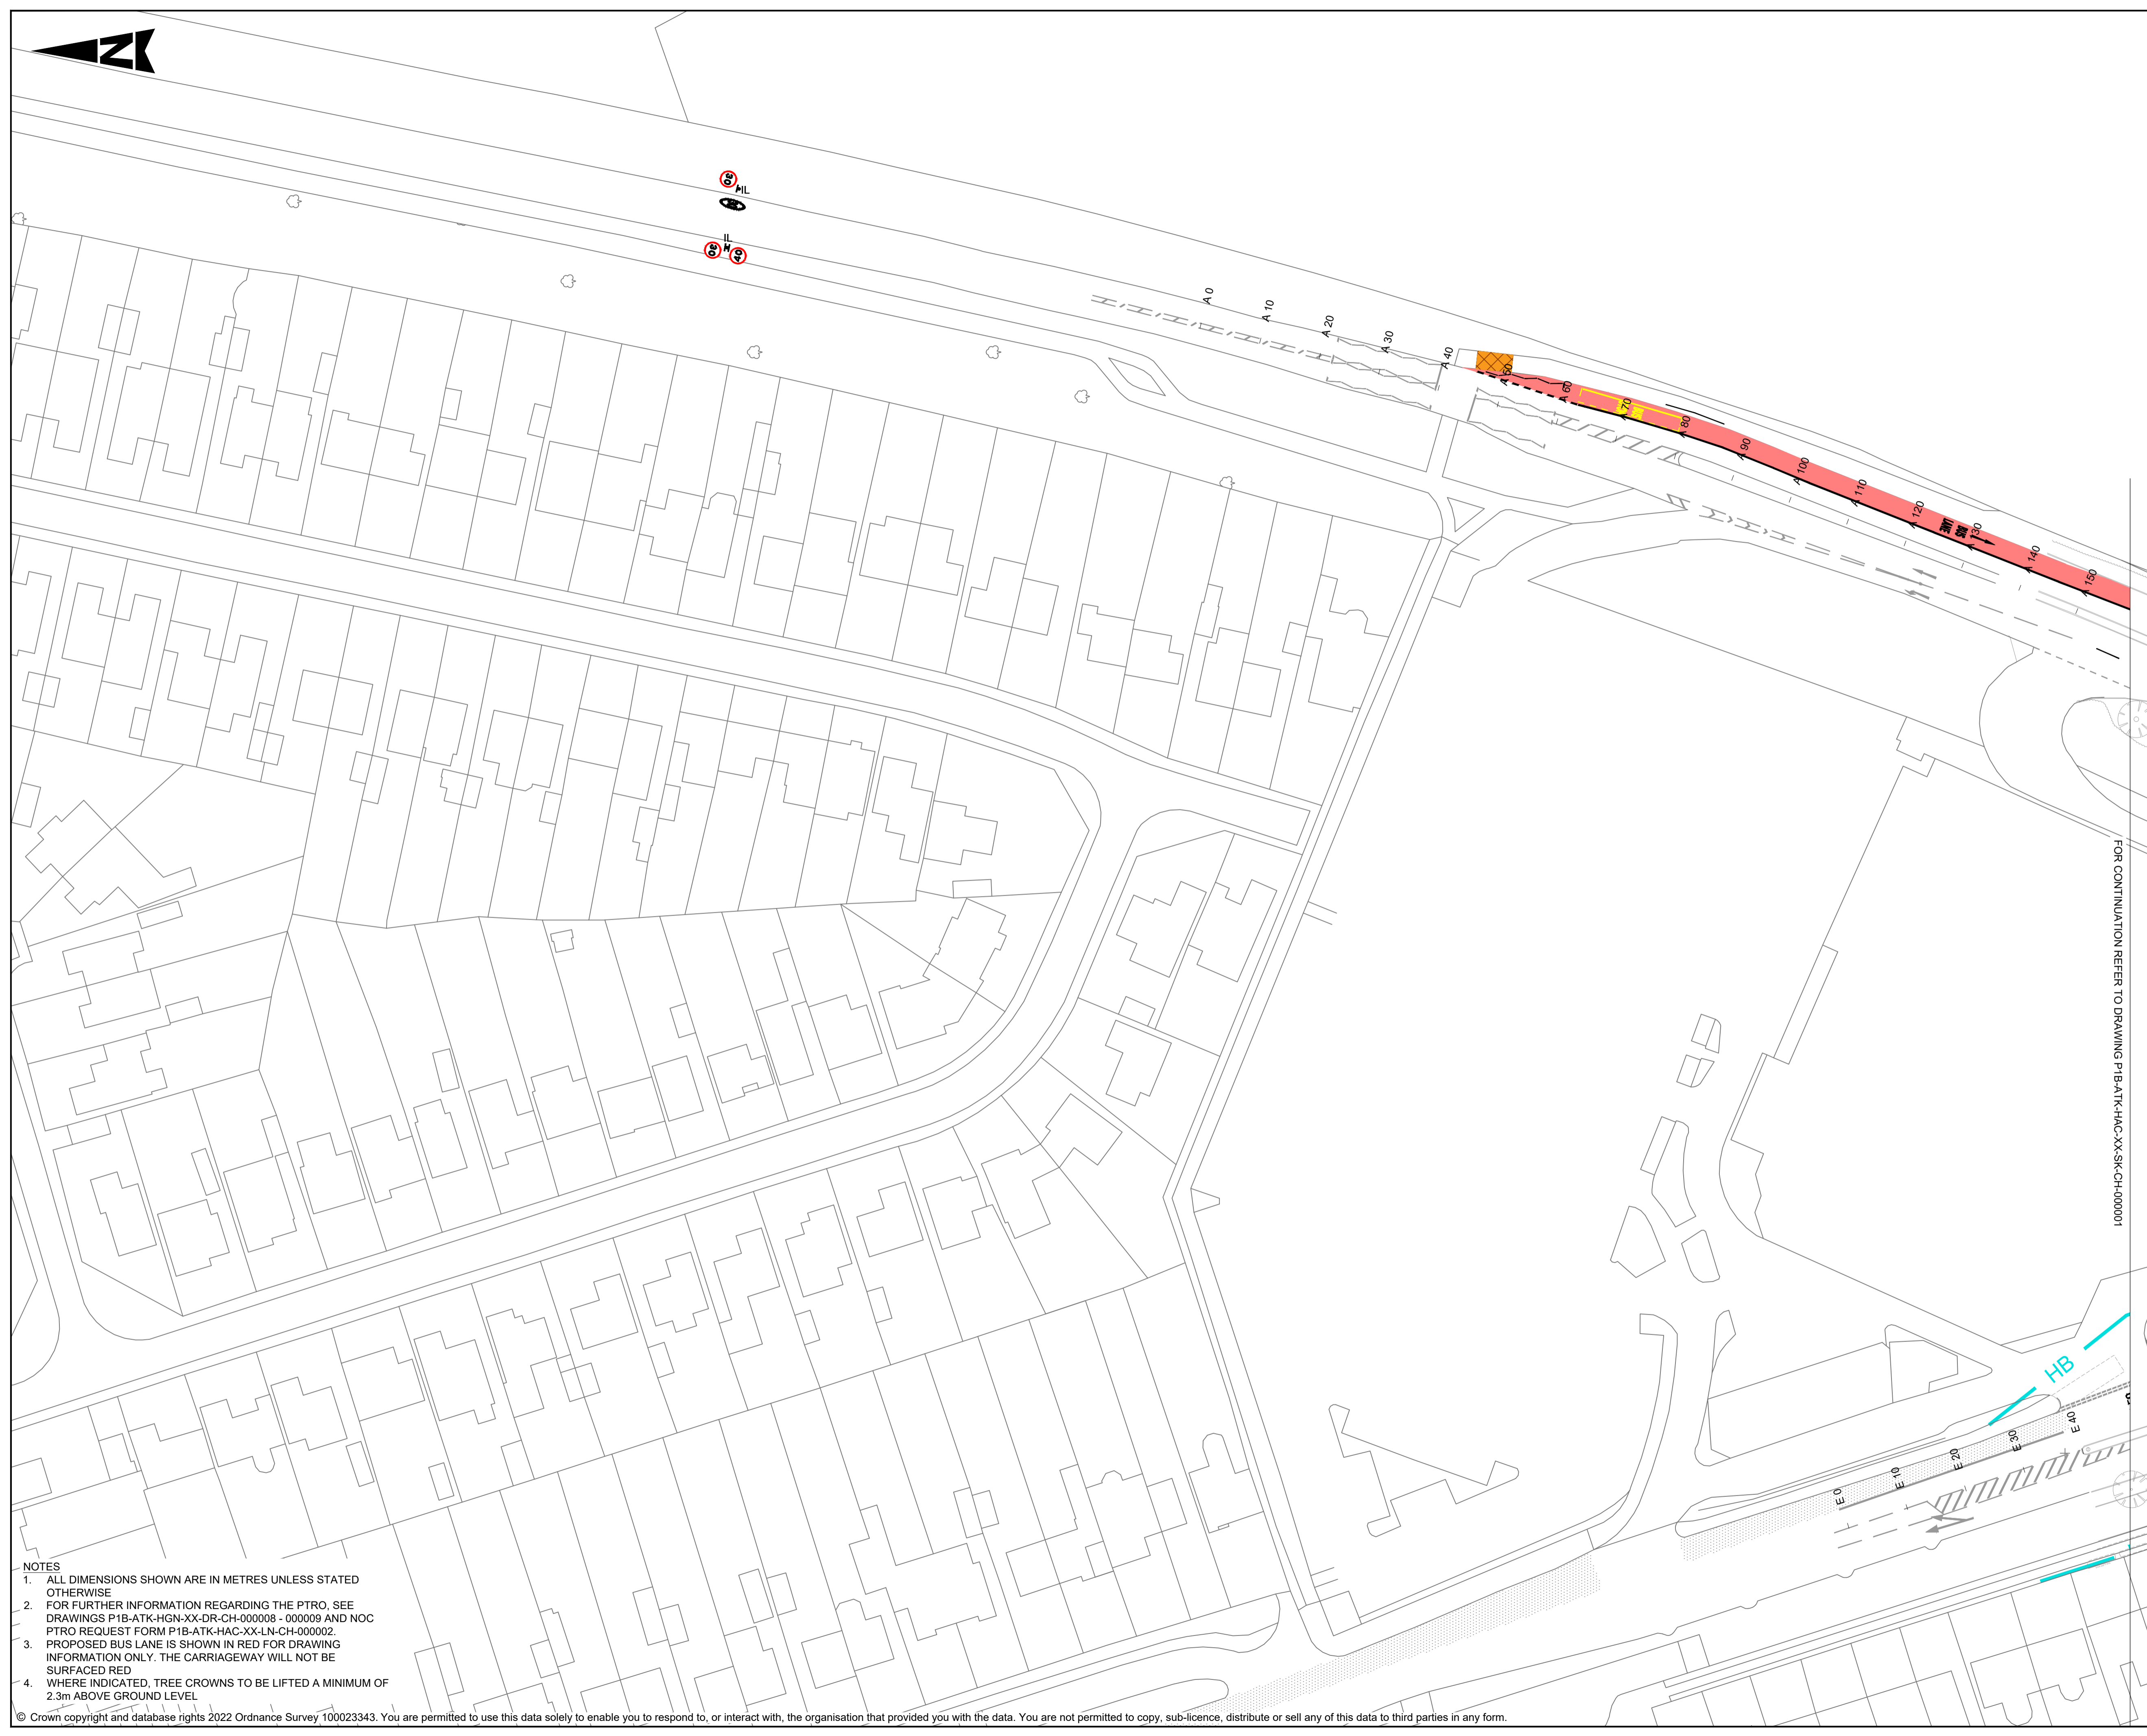 N
30
IL
IL
30
40
A 0
A 10
A 20
A 30
A 40
A 50
A 60
A 70
A 80
A 90
A 100
A 110
A 120
BUS
LANE
A 130
A 140
A 150
FOR CONTINUATION REFER TO DRAWING P1B-ATK-HAC-XX-SK-CH-000001
HB
E 0
E 10
E 20
E 30
E 40
NOTES
1. ALL DIMENSIONS SHOWN ARE IN METRES UNLESS STATED
OTHERWISE
2. FOR FURTHER INFORMATION REGARDING THE PTRO, SEE
DRAWINGS P1B-ATK-HGN-XX-DR-CH-000008 - 000009 AND NOC
PTRO REQUEST FORM P1B-ATK-HAC-XX-LN-CH-000002.
3. PROPOSED BUS LANE IS SHOWN IN RED FOR DRAWING
INFORMATION ONLY. THE CARRIAGEWAY WILL NOT BE
SURFACED RED
4. WHERE INDICATED, TREE CROWNS TO BE LIFTED A MINIMUM OF
2.3m ABOVE GROUND LEVEL
© Crown copyright and database rights 2022 Ordnance Survey 100023343. You are permitted to use this data solely to enable you to respond to, or interact with, the organisation that provided you with the data. You are not permitted to copy, sub-licence, distribute or sell any of this data to third parties in any form.